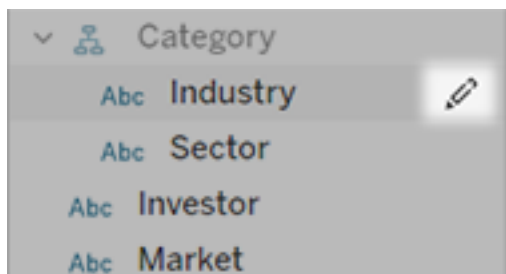 Category
Abc Industry
Abc Sector
Abc Investor
Abc Market